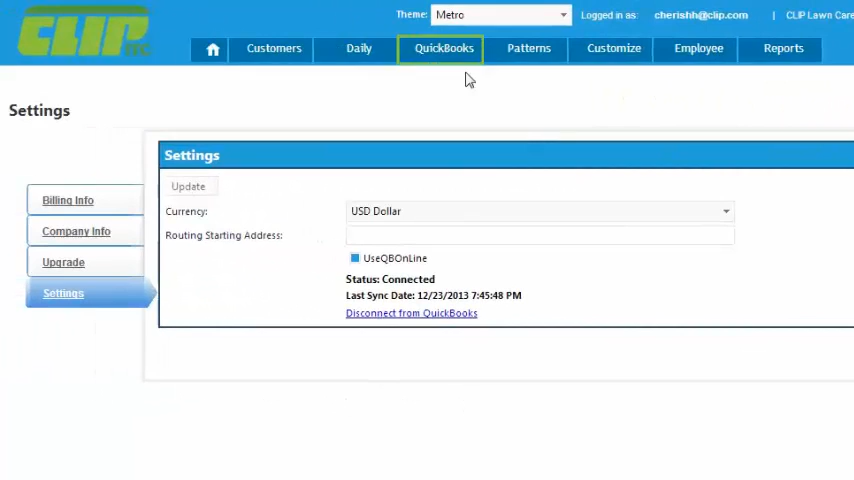 CLIP
Theme: Metro Logged in as: cherishh@clip.com | CLIP Lawn Care
Customers Daily QuickBooks Patterns Customize Employee Reports
Settings
Settings
Update
Billing Info
Currency: USD Dollar
Company Info
Routing Starting Address:
UseQBOnLine
Upgrade
Status: Connected
Settings
Last Sync Date: 12/23/2013 7:45:48 PM
Disconnect from QuickBooks